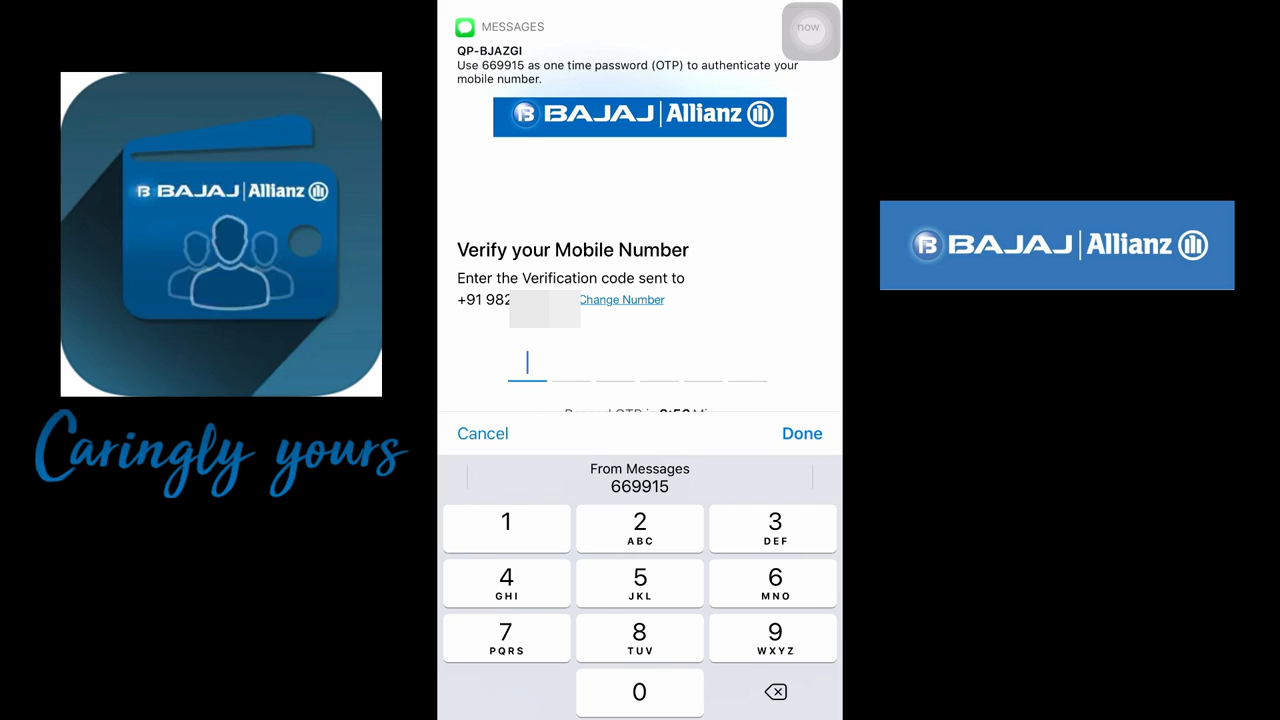 MESSAGES
now
QP-BJAZGI
Use 669915 as one time password (OTP) to authenticate your
mobile number.
BAJAJ | Allianz
BAJAJ | Allianz
Caringly yours
BAJAJ | Allianz
Verify your Mobile Number
Enter the Verification code sent to
+91 982 Change Number
Cancel
Done
From Messages
669915
1
2
ABC
3
DEF
4
GHI
5
JKL
6
MNO
7
PQRS
8
TUV
9
WXYZ
0